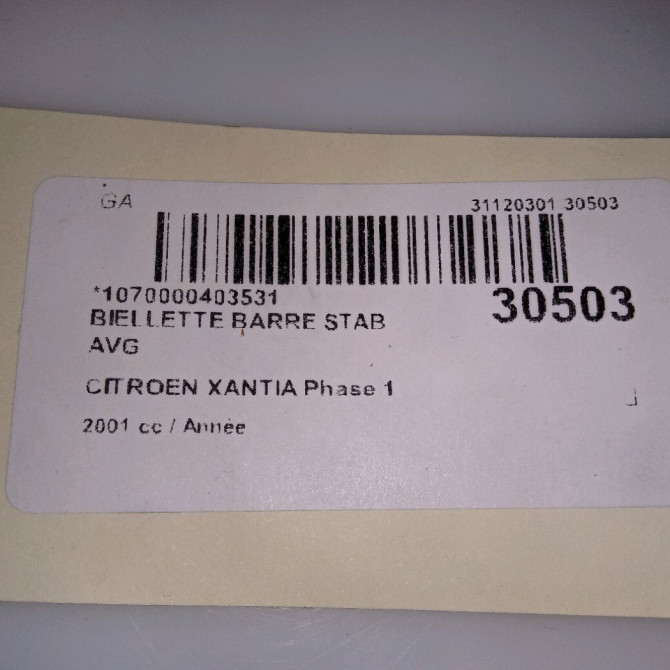 GA
31120301 30503
*1070000403531
30503
BIELLETTE BARRE STAB
AVG
CITROEN XANTIA Phase 1
2001 cc / Année